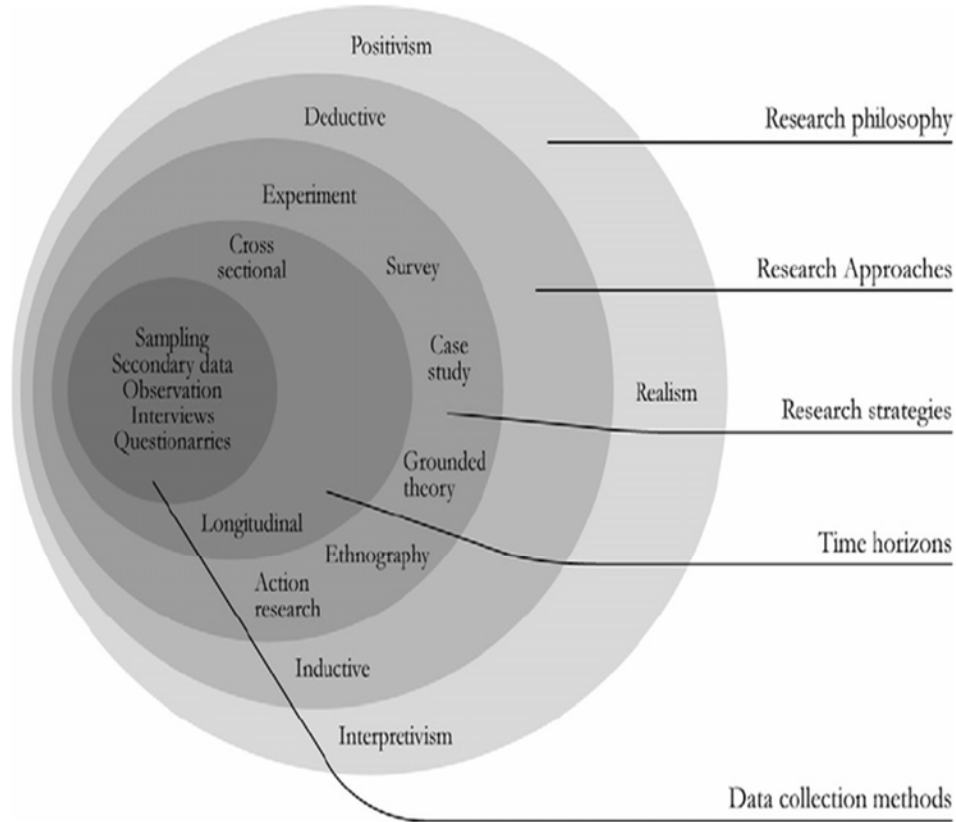 Positivism
Deductive
Experiment
Cross
sectional
Survey
Sampling
Secondary data
Observation
Interviews
Questionarries
Case
study
Realism
Grounded
theory
Longitudinal
Ethnography
Action
research
Inductive
Interpretivism
Research philosophy
Research Approaches
Research strategies
Time horizons
Data collection methods